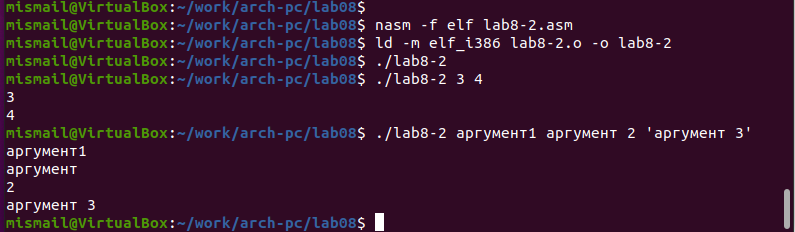 mismail@VirtualBox:~/work/arch-pc/lab08$
mismail@VirtualBox:~/work/arch-pc/lab08$ nasm -f elf lab8-2.asm
mismail@VirtualBox:~/work/arch-pc/lab08$ ld -m elf_i386 lab8-2.o -o lab8-2
mismail@VirtualBox:~/work/arch-pc/lab08$ ./lab8-2
mismail@VirtualBox:~/work/arch-pc/lab08$ ./lab8-2 3 4
3
4
mismail@VirtualBox:~/work/arch-pc/lab08$ ./lab8-2 аргумент1 аргумент 2 'аргумент 3'
аргумент1
аргумент
2
аргумент 3
mismail@VirtualBox:~/work/arch-pc/lab08$